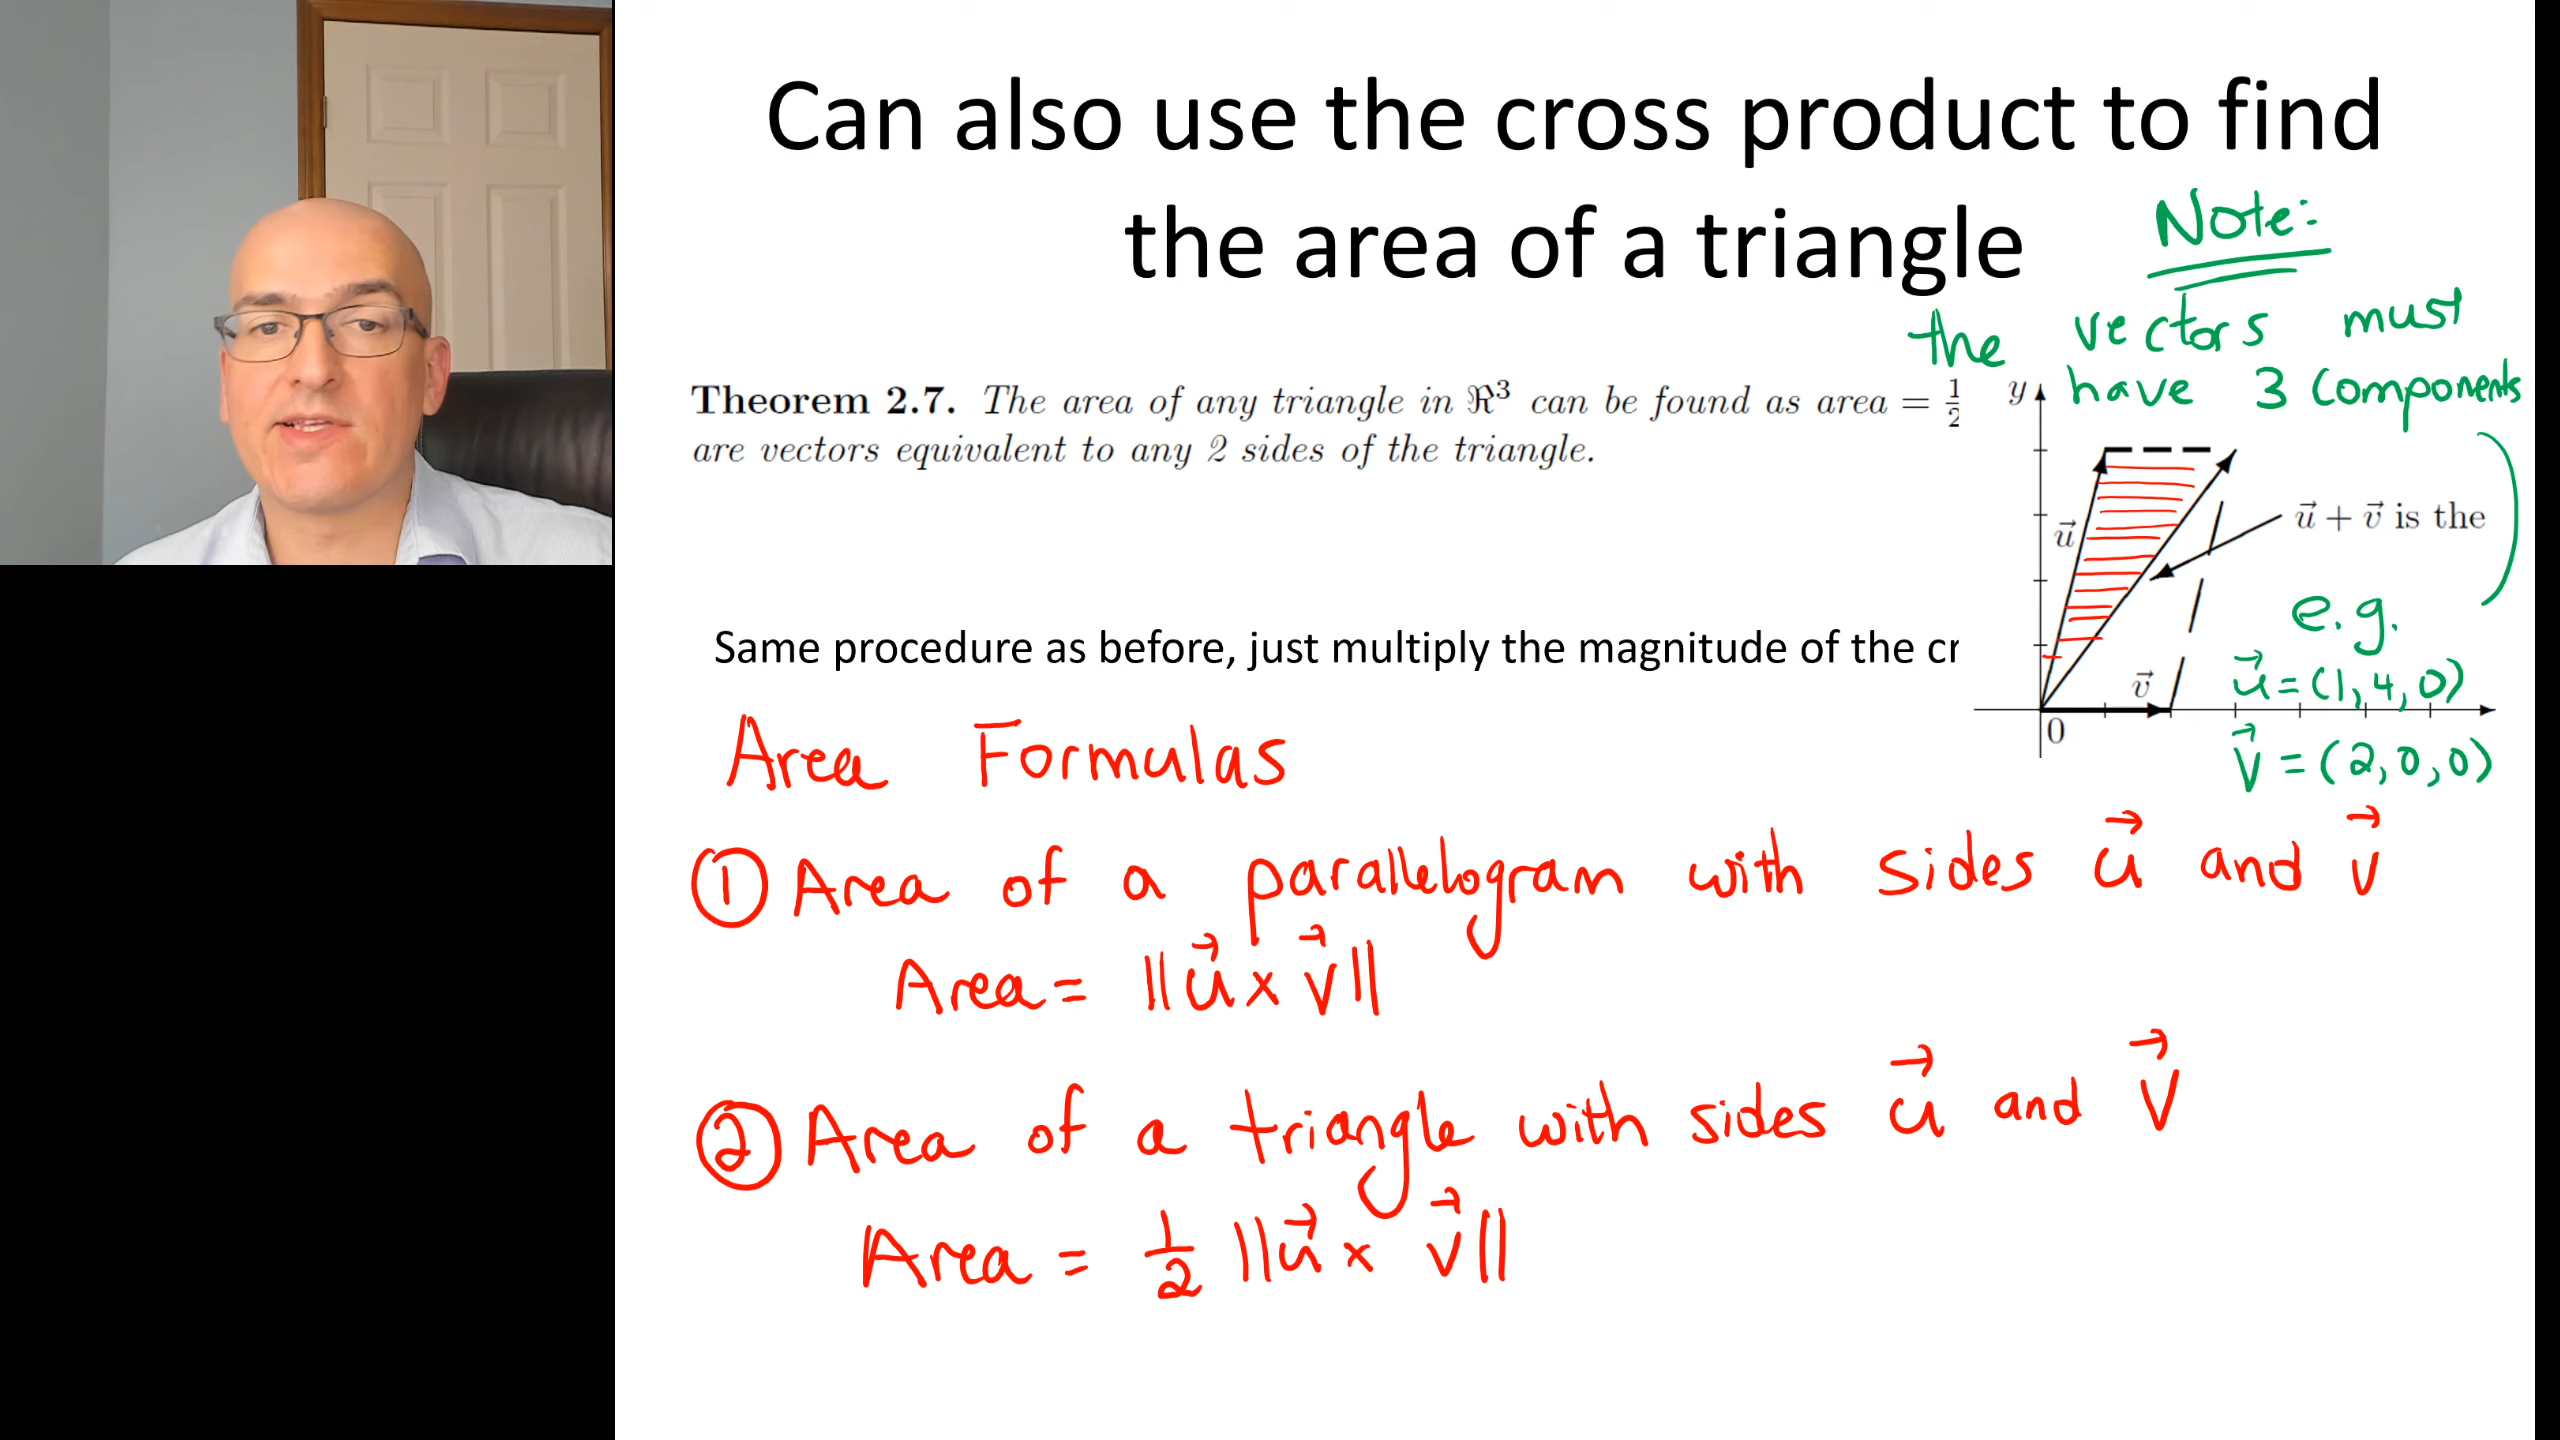 Can also use the cross product to find
the area of a triangle
Note:
the vectors must
have 3 components
Theorem 2.7. The area of any triangle in ℜ³ can be found as area = 1/2
are vectors equivalent to any 2 sides of the triangle.
y
u⃗
u⃗ + v⃗ is the
v⃗
0
e.g.
u⃗ = (1, 4, 0)
v⃗ = (2, 0, 0)
Same procedure as before, just multiply the magnitude of the cr
Area Formulas
① Area of a parallelogram with sides u⃗ and v⃗
Area = ||u⃗ × v⃗||
② Area of a triangle with sides u⃗ and v⃗
Area = 1/2 ||u⃗ × v⃗||